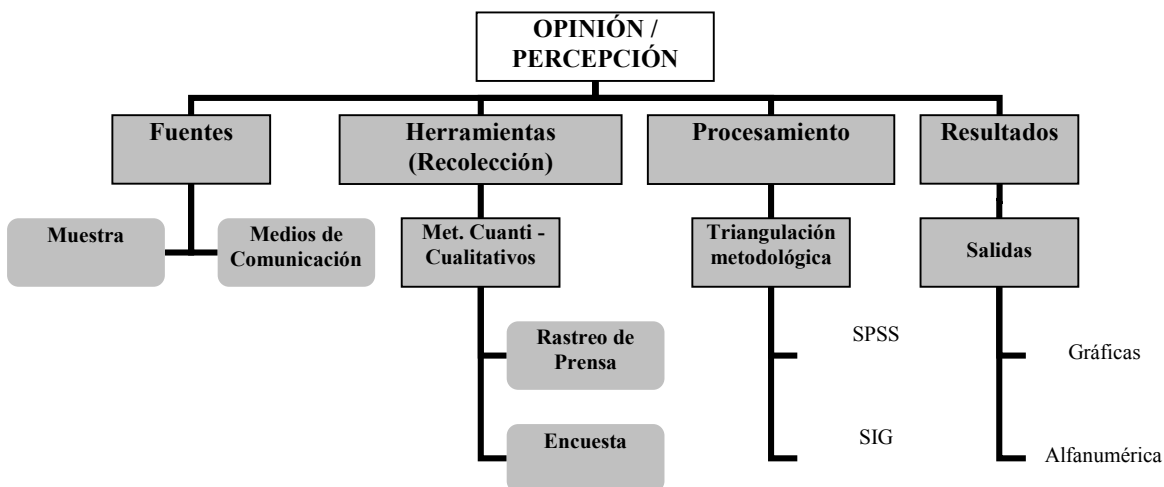 OPINIÓN /
PERCEPCIÓN
Fuentes
Herramientas
(Recolección)
Procesamiento
Resultados
Muestra
Medios de
Comunicación
Met. Cuanti -
Cualitativos
Triangulación
metodológica
Salidas
Rastreo de
Prensa
SPSS
Gráficas
Encuesta
SIG
Alfanumérica